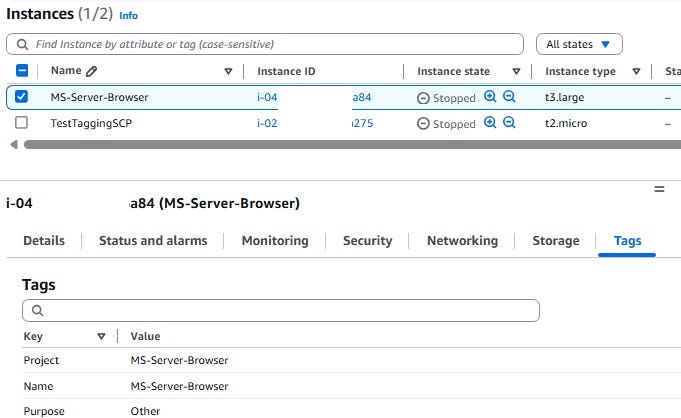 Instances (1/2) Info
Find Instance by attribute or tag (case-sensitive) All states
Name Instance ID Instance state Instance type Sta
MS-Server-Browser i-04 a84 Stopped t3.large –
TestTaggingSCP i-02 275 Stopped t2.micro –
i-04 a84 (MS-Server-Browser)
Details Status and alarms Monitoring Security Networking Storage Tags
Tags
Key Value
Project MS-Server-Browser
Name MS-Server-Browser
Purpose Other